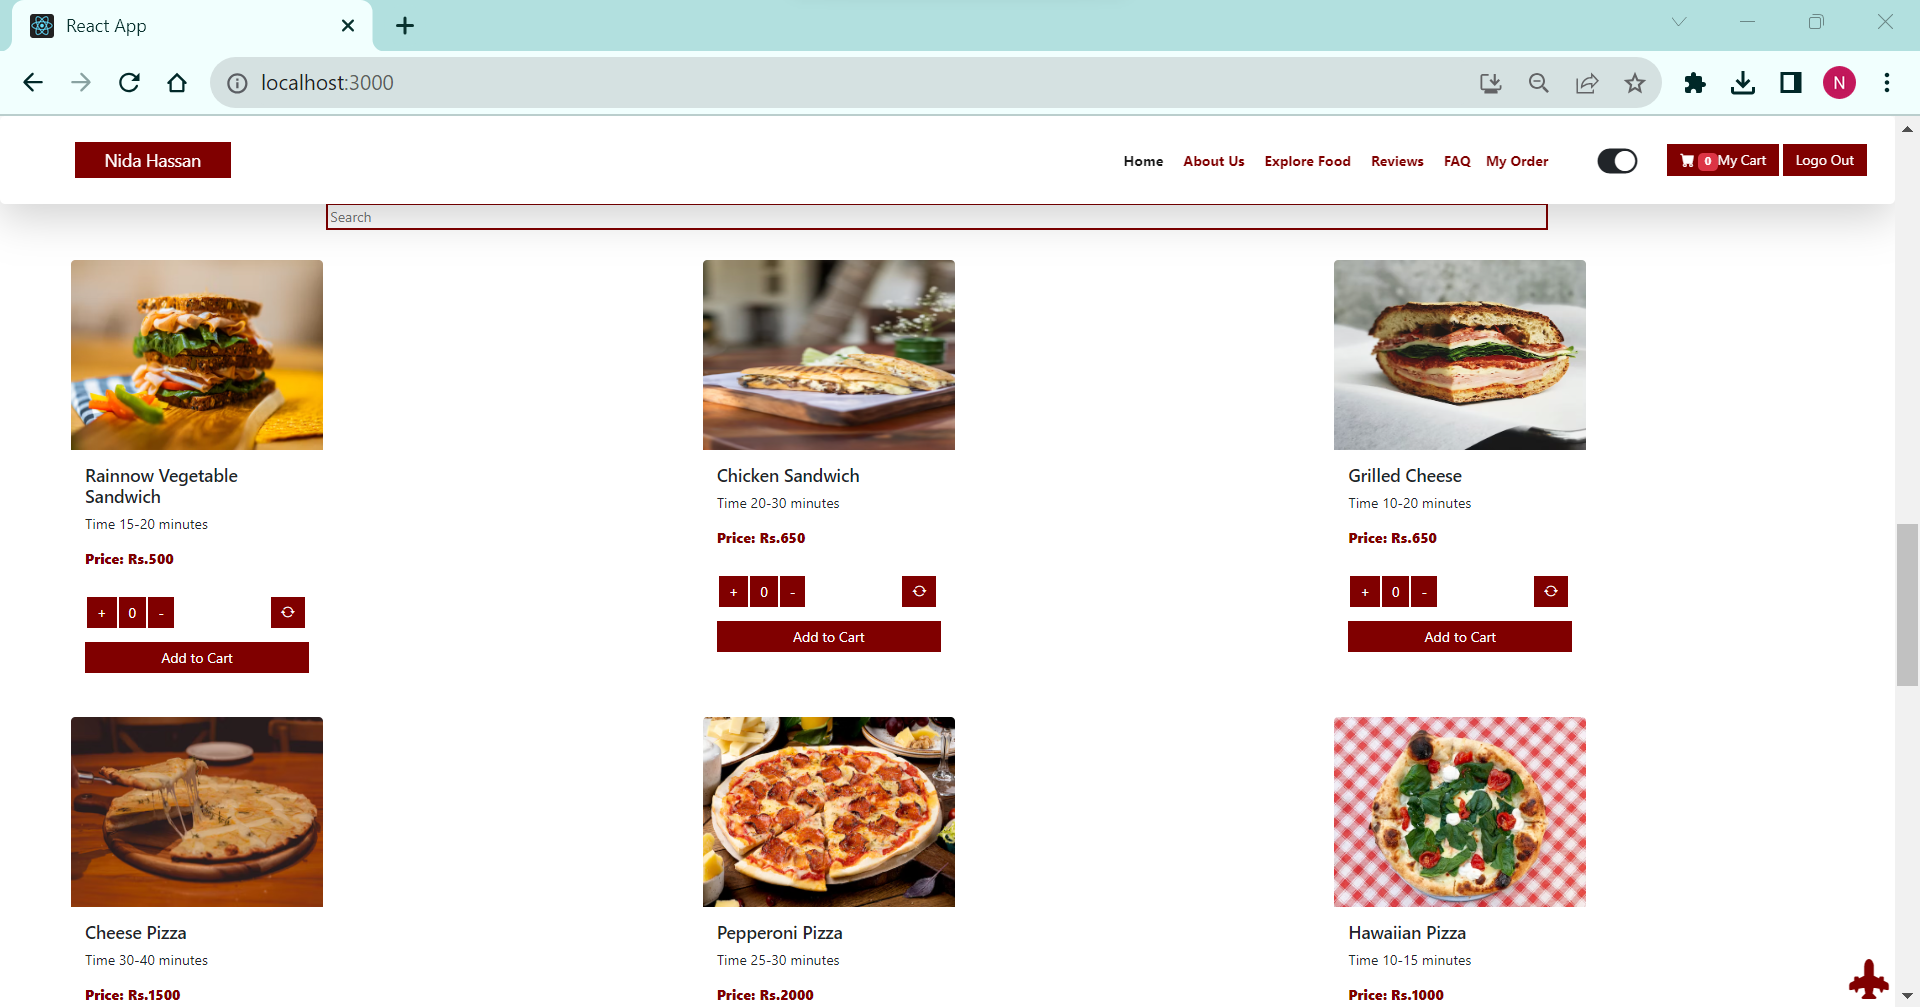 React App
localhost:3000
N
Nida Hassan
Home About Us Explore Food Reviews FAQ My Order 0 My Cart Logo Out
Search
Rainnow Vegetable
Sandwich
Time 15-20 minutes
Price: Rs.500
+ 0 -
Add to Cart
Chicken Sandwich
Time 20-30 minutes
Price: Rs.650
+ 0 -
Add to Cart
Grilled Cheese
Time 10-20 minutes
Price: Rs.650
+ 0 -
Add to Cart
Cheese Pizza
Time 30-40 minutes
Price: Rs.1500
Pepperoni Pizza
Time 25-30 minutes
Price: Rs.2000
Hawaiian Pizza
Time 10-15 minutes
Price: Rs.1000